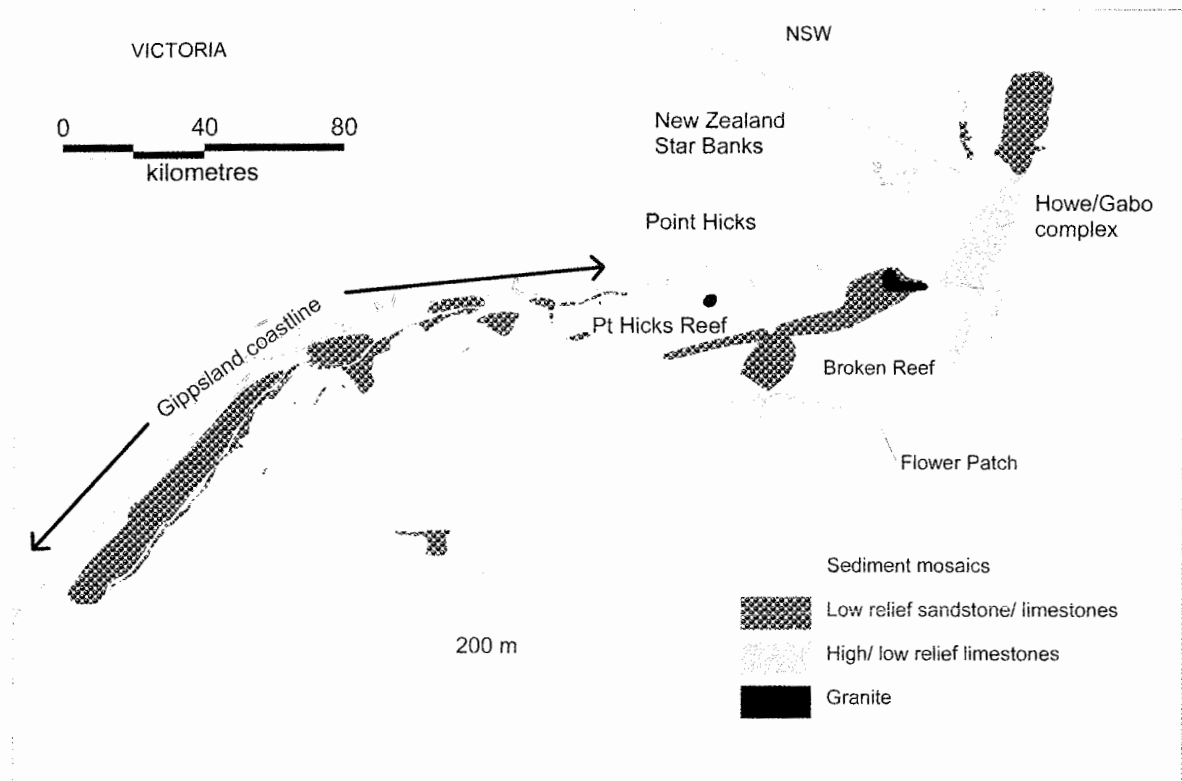 VICTORIA
NSW
0 40 80
kilometres
New Zealand
Star Banks
Howe/Gabo
complex
Point Hicks
Gippsland coastline
Pt Hicks Reef
Broken Reef
Flower Patch
Sediment mosaics
Low relief sandstone/ limestones
200 m
High/ low relief limestones
Granite